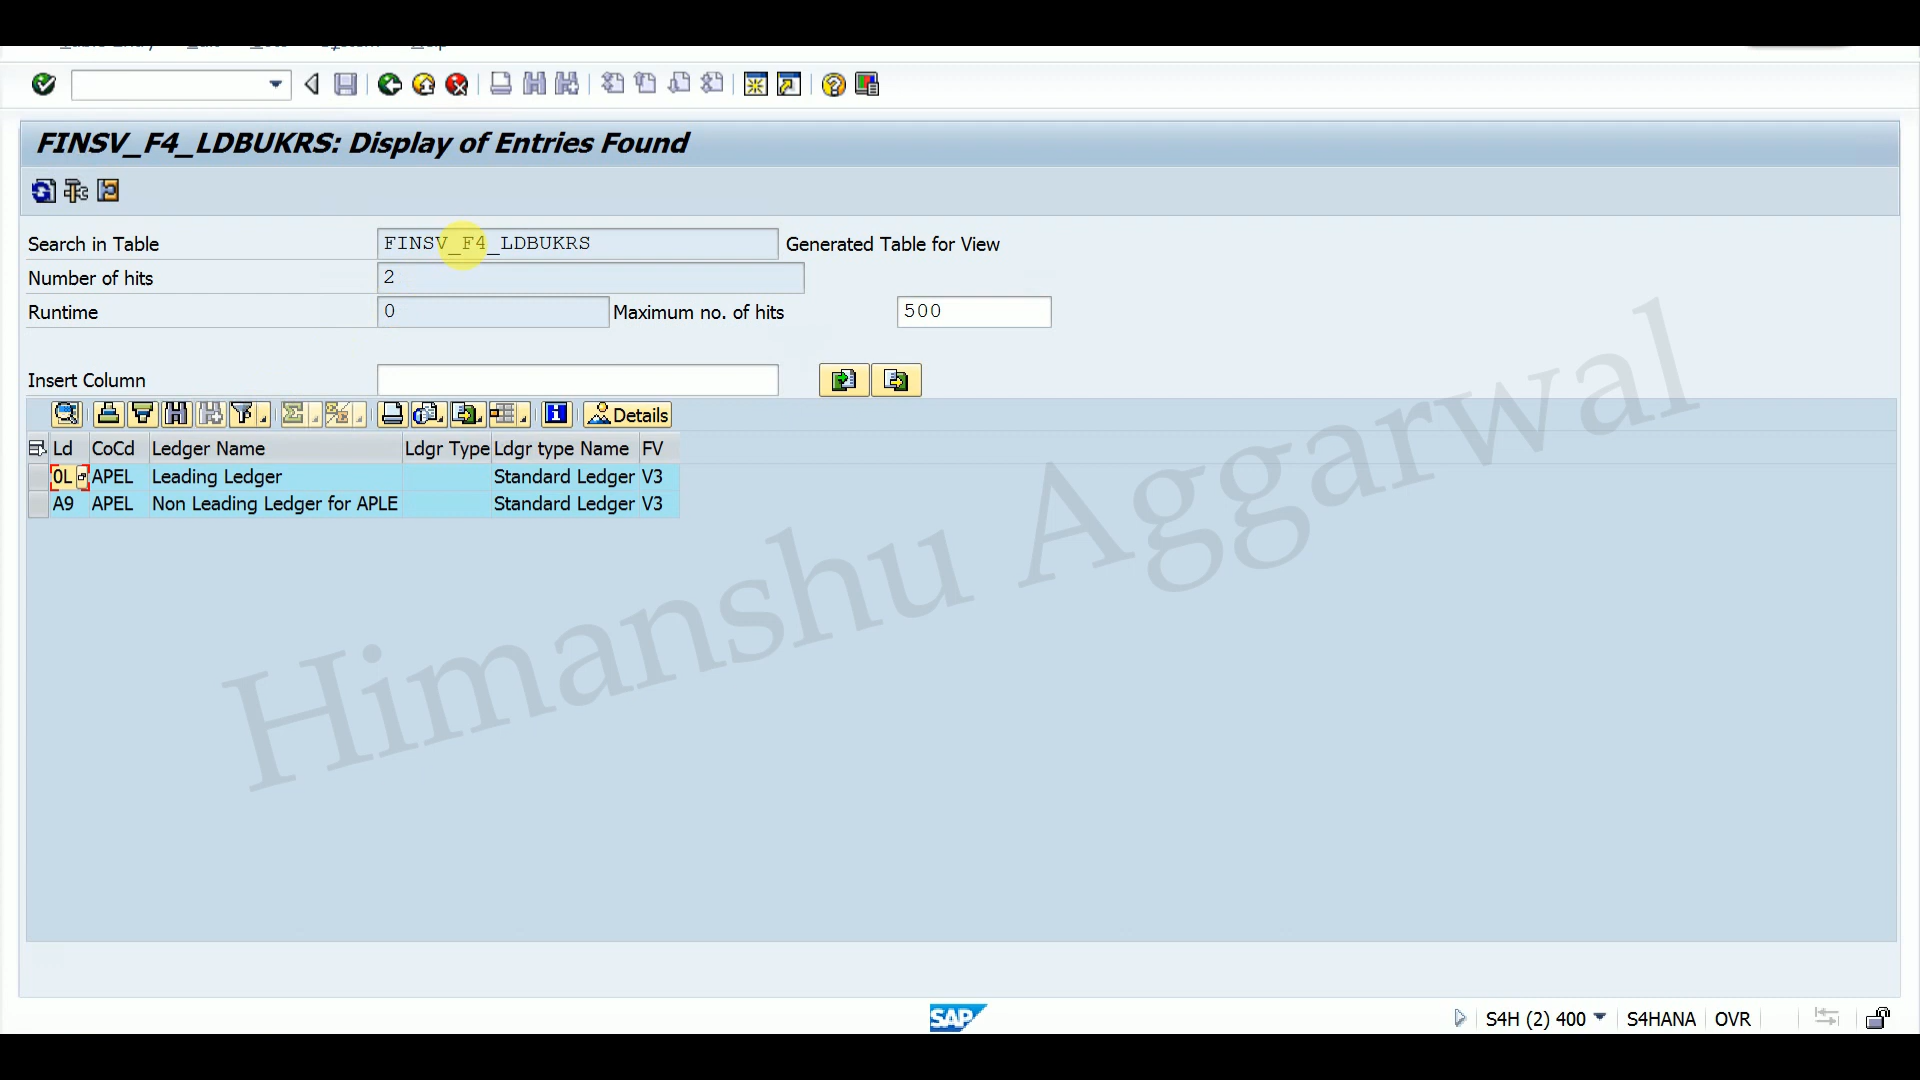 FINSV_F4_LDBUKRS: Display of Entries Found
Search in Table FINSV_F4_LDBUKRS Generated Table for View
Number of hits 2
Runtime 0 Maximum no. of hits 500
Insert Column
Details
Ld CoCd Ledger Name Ldgr Type Ldgr type Name FV
0L APEL Leading Ledger Standard Ledger V3
A9 APEL Non Leading Ledger for APLE Standard Ledger V3
Himanshu Aggarwal
SAP S4H (2) 400 S4HANA OVR